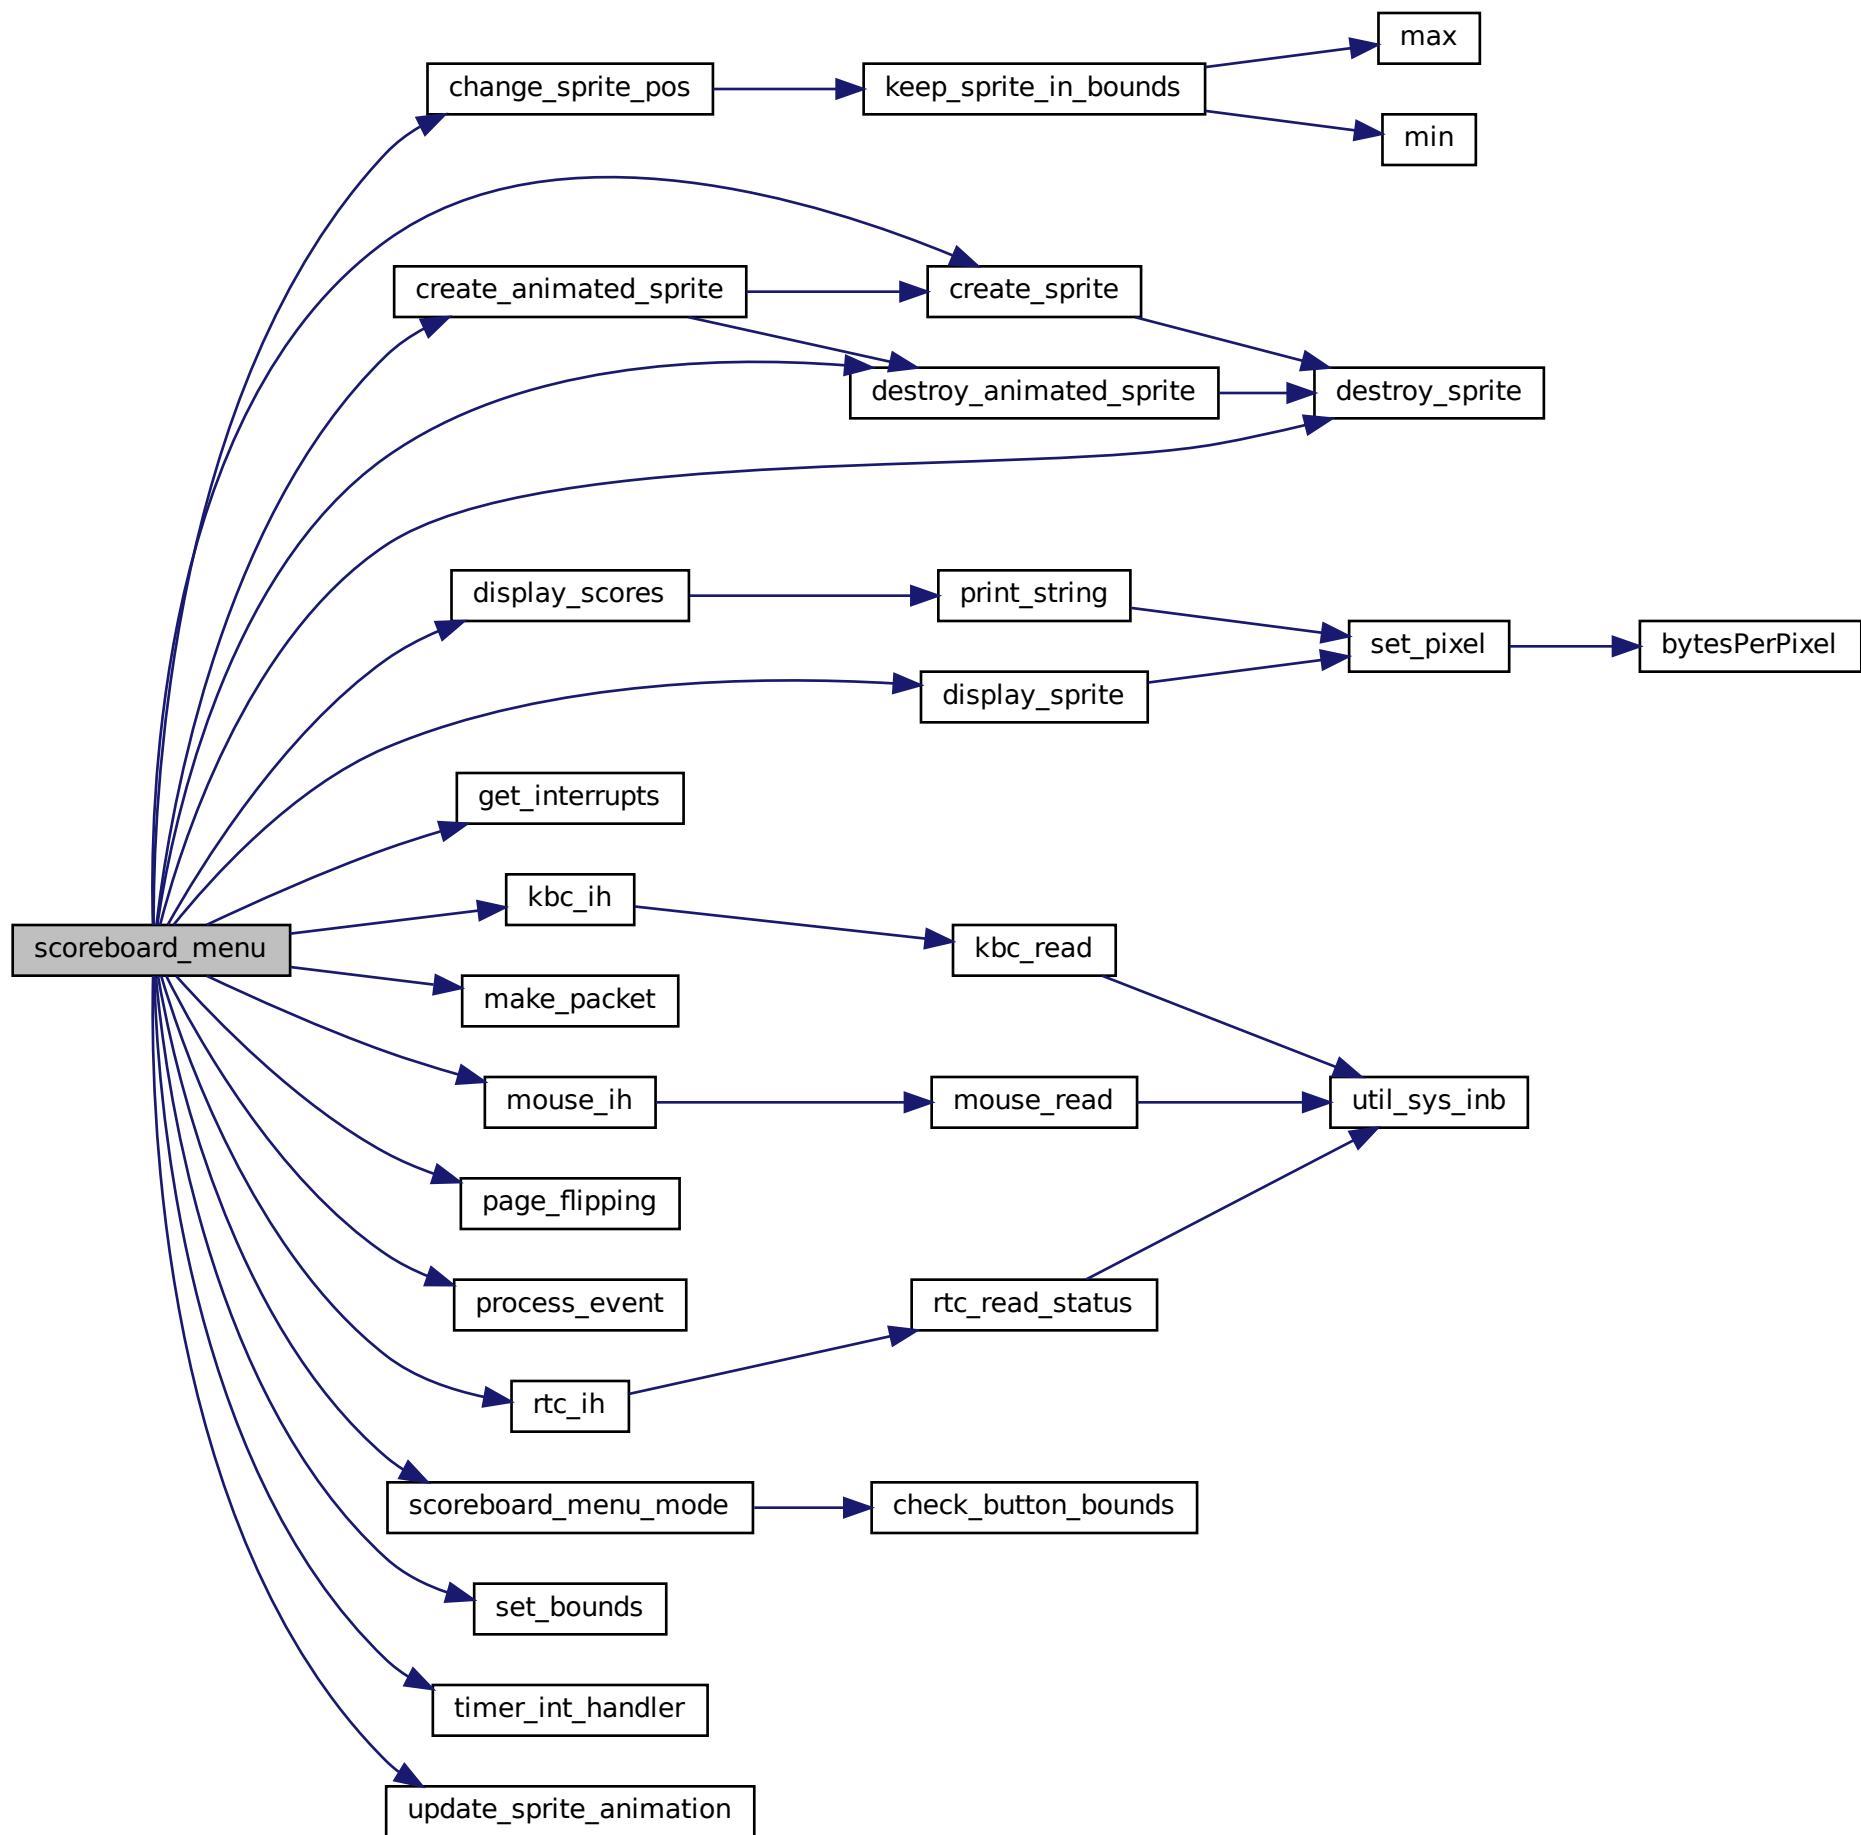 max
change_sprite_pos
keep_sprite_in_bounds
min
create_animated_sprite
create_sprite
destroy_animated_sprite
destroy_sprite
display_scores
print_string
set_pixel
bytesPerPixel
display_sprite
get_interrupts
kbc_ih
scoreboard_menu
kbc_read
make_packet
mouse_ih
mouse_read
util_sys_inb
page_flipping
process_event
rtc_read_status
rtc_ih
scoreboard_menu_mode
check_button_bounds
set_bounds
timer_int_handler
update_sprite_animation